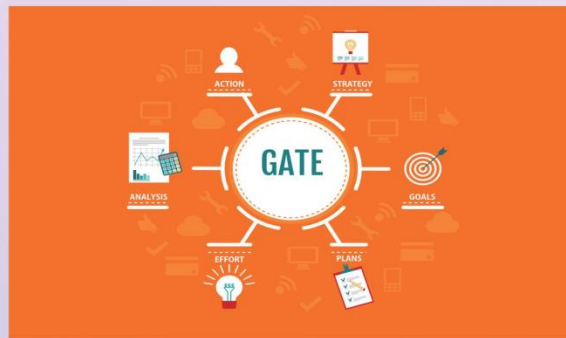 ACTION
STRATEGY
GATE
ANALYSIS
GOALS
EFFORT
PLANS